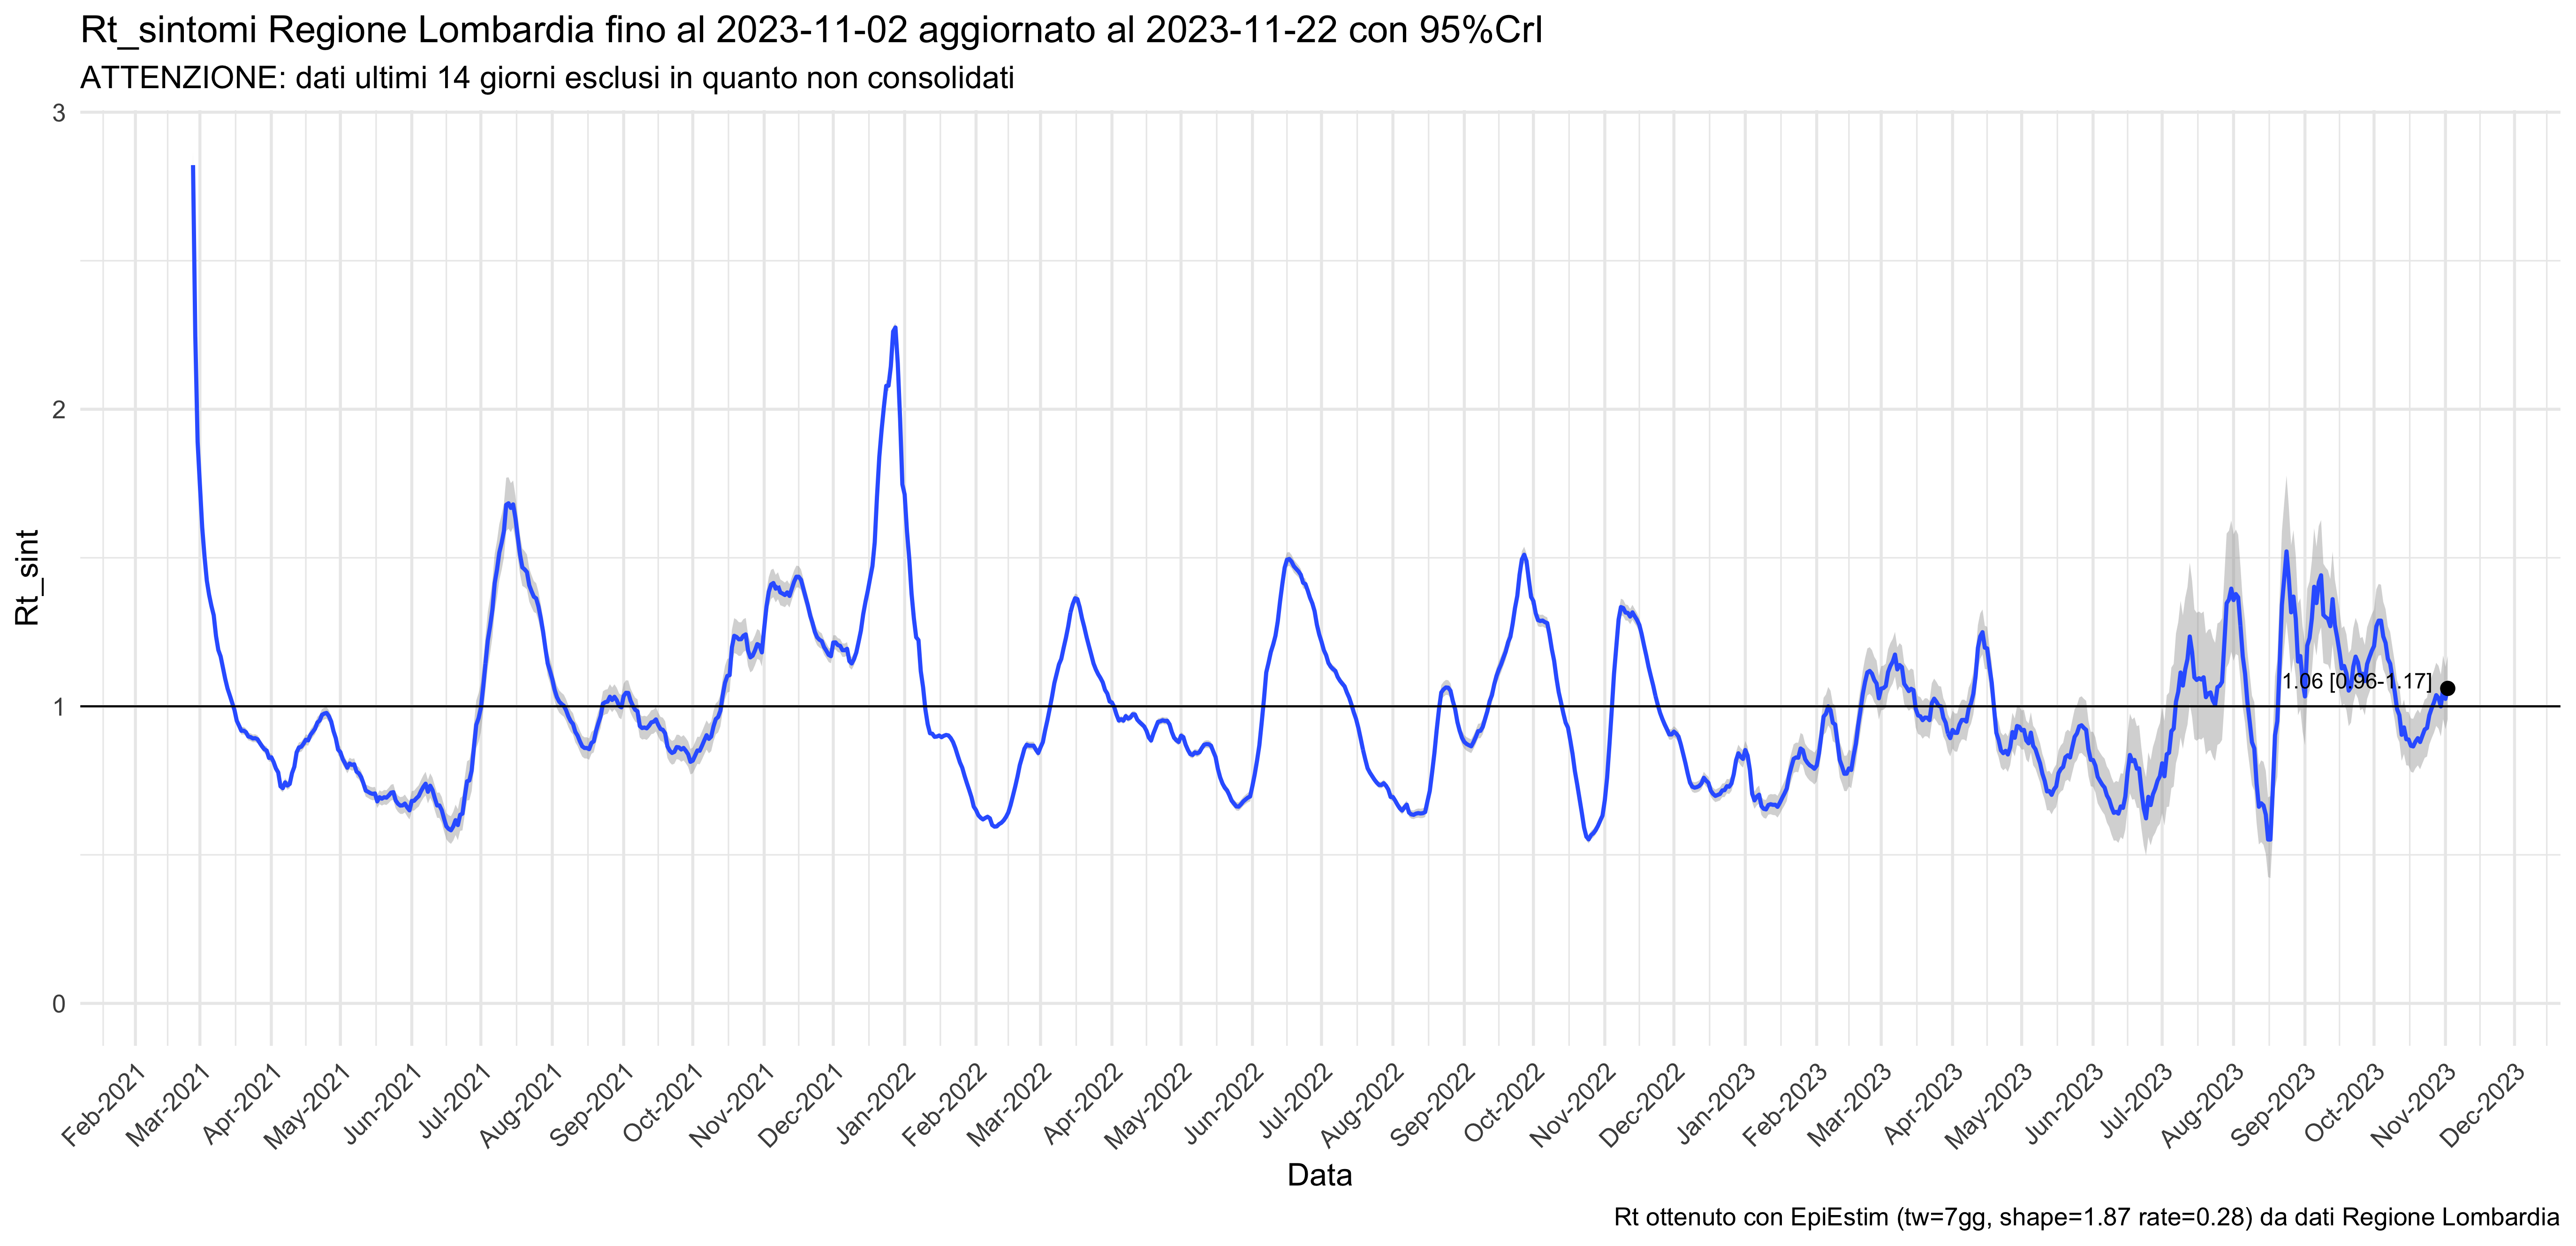 Rt_sintomi Regione Lombardia fino al 2023-11-02 aggiornato al 2023-11-22 con 95%CrI
ATTENZIONE: dati ultimi 14 giorni esclusi in quanto non consolidati
3
2
1
0
Rt_sint
1.06 [0.96-1.17]
Feb-2021
Mar-2021
Apr-2021
May-2021
Jun-2021
Jul-2021
Aug-2021
Sep-2021
Oct-2021
Nov-2021
Dec-2021
Jan-2022
Feb-2022
Mar-2022
Apr-2022
May-2022
Jun-2022
Jul-2022
Aug-2022
Sep-2022
Oct-2022
Nov-2022
Dec-2022
Jan-2023
Feb-2023
Mar-2023
Apr-2023
May-2023
Jun-2023
Jul-2023
Aug-2023
Sep-2023
Oct-2023
Nov-2023
Dec-2023
Data
Rt ottenuto con EpiEstim (tw=7gg, shape=1.87 rate=0.28) da dati Regione Lombardia